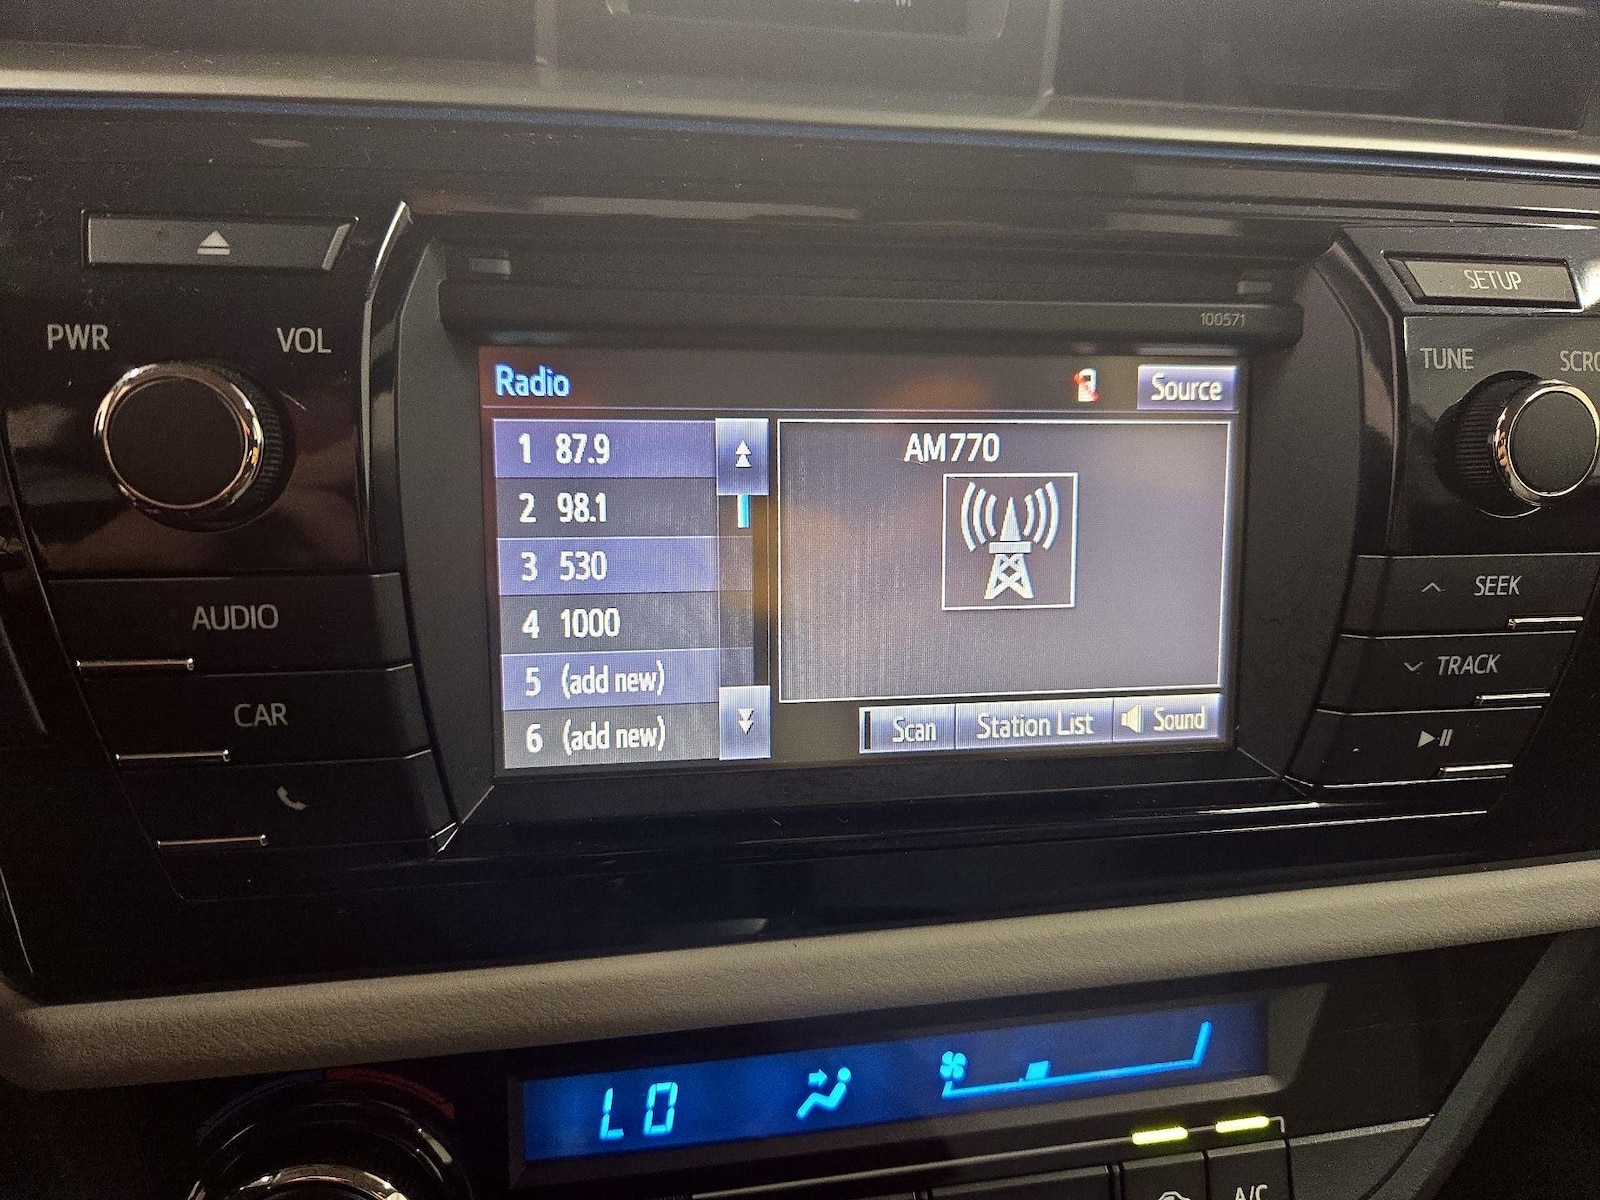 M
SETUP
100571
PWR
VOL
TUNE
Radio
Source
1 87.9
2 98.1
3 530
4 1000
5 (add new)
6 (add new)
AM770
Scan
Station List
Sound
AUDIO
CAR
SEEK
TRACK
LO
A/C